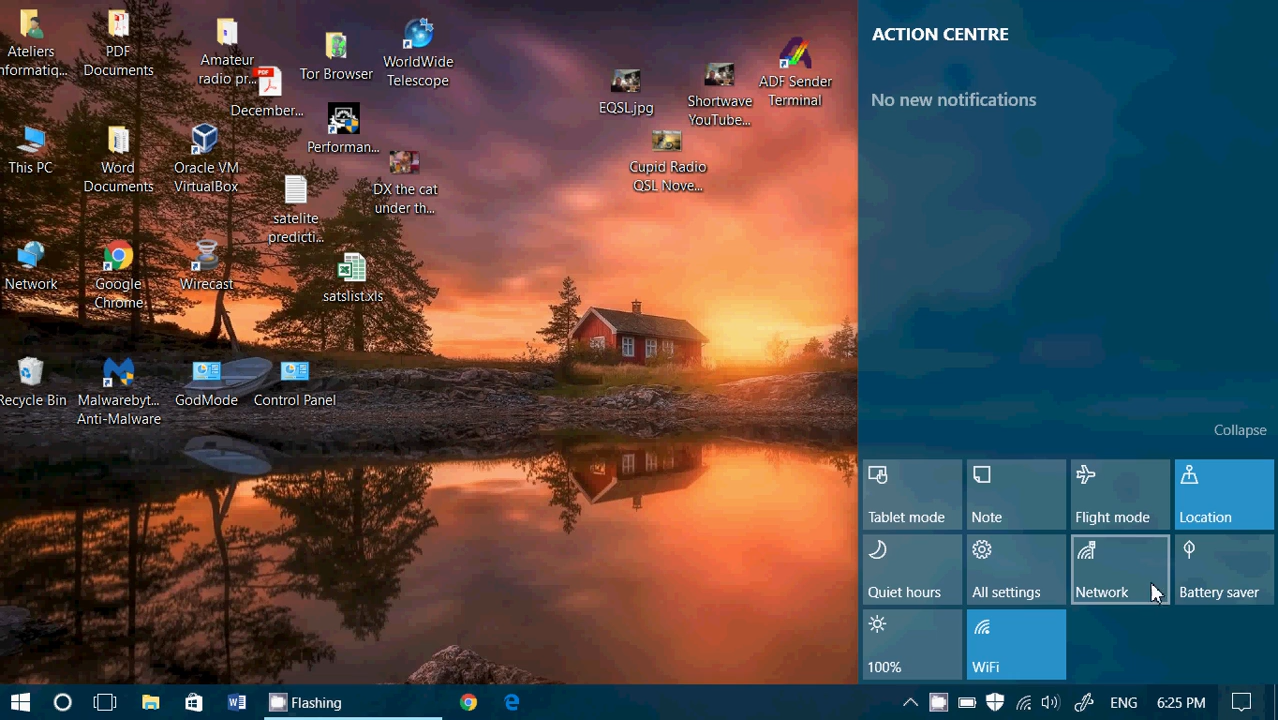 Ateliers
nformatiq...
PDF
Documents
Amateur
radio pr...
December...
Tor Browser
WorldWide
Telescope
EQSL.jpg
Shortwave
YouTube...
ADF Sender
Terminal
Cupid Radio
QSL Nove...
This PC
Word
Documents
Oracle VM
VirtualBox
Performan...
satelite
predicti...
DX the cat
under th...
Network
Google
Chrome
Wirecast
satslist.xls
Recycle Bin
Malwarebyt...
Anti-Malware
GodMode
Control Panel
ACTION CENTRE
No new notifications
Collapse
Tablet mode
Note
Flight mode
Location
Quiet hours
All settings
Network
Battery saver
100%
WiFi
Flashing
ENG
6:25 PM